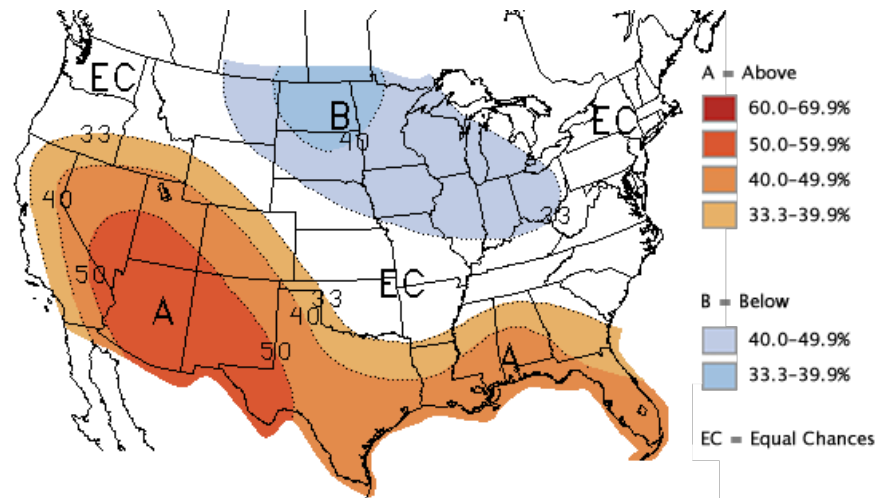 EC
33
40
50
A
B
40
33
EC
EC
33
40
50
A
A = Above
60.0-69.9%
50.0-59.9%
40.0-49.9%
33.3-39.9%
B = Below
40.0-49.9%
33.3-39.9%
EC = Equal Chances